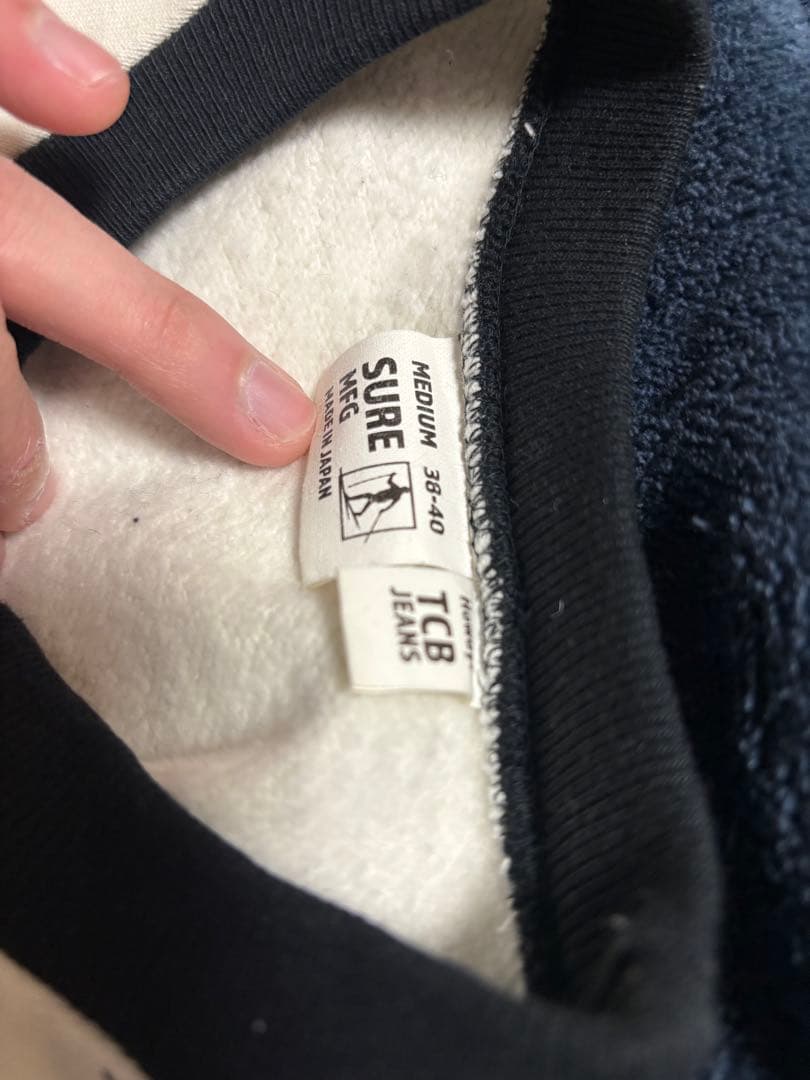 MEDIUM 38-40
SURE
MFG
MADE IN JAPAN
TCB
JEANS